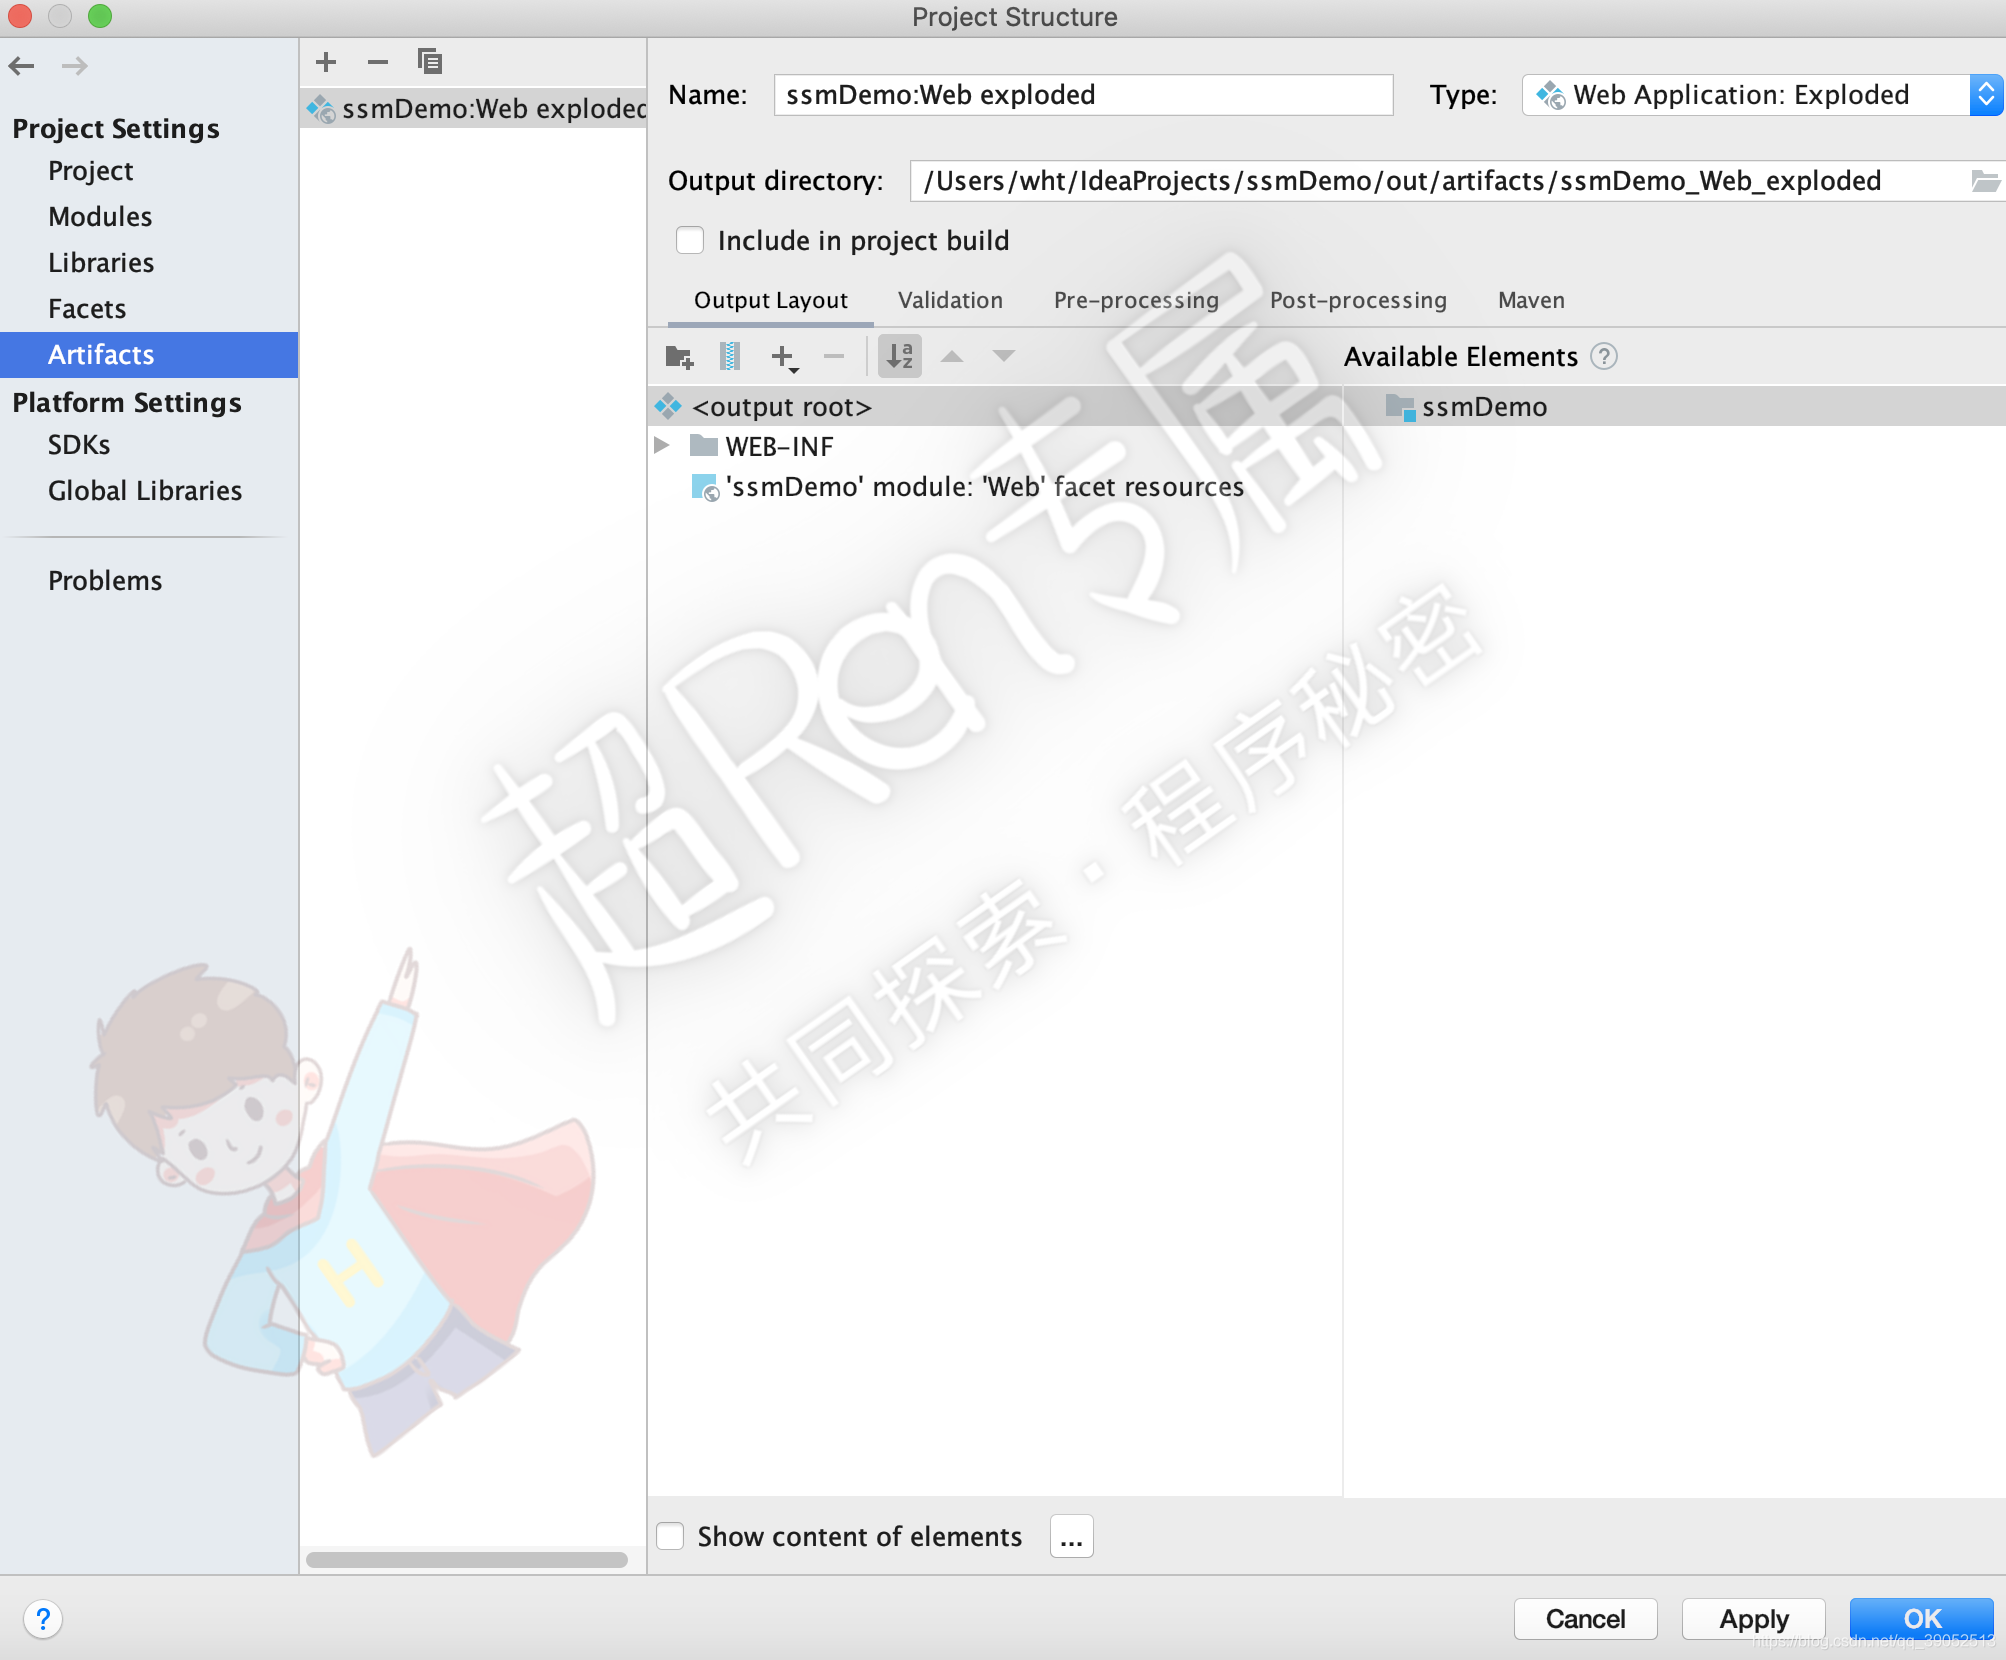 Project Structure
Project Settings
Project
Modules
Libraries
Facets
Artifacts
Platform Settings
SDKs
Global Libraries
Problems
ssmDemo:Web exploded
Name: ssmDemo:Web exploded
Type: Web Application: Exploded
Output directory: /Users/wht/IdeaProjects/ssmDemo/out/artifacts/ssmDemo_Web_exploded
Include in project build
Output Layout Validation Pre-processing Post-processing Maven
Available Elements ?
<output root>
WEB-INF
'ssmDemo' module: 'Web' facet resources
ssmDemo
超Ren专属
共同探索·程序秘密
H
Show content of elements ...
? Cancel Apply OK
https://blog.csdn.net/qq_39052513